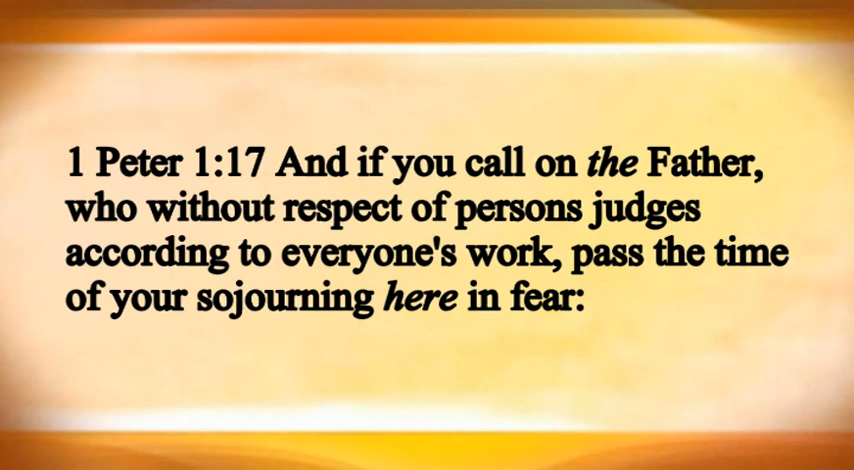 1 Peter 1:17 And if you call on the Father,
who without respect of persons judges
according to everyone's work, pass the time
of your sojourning here in fear: